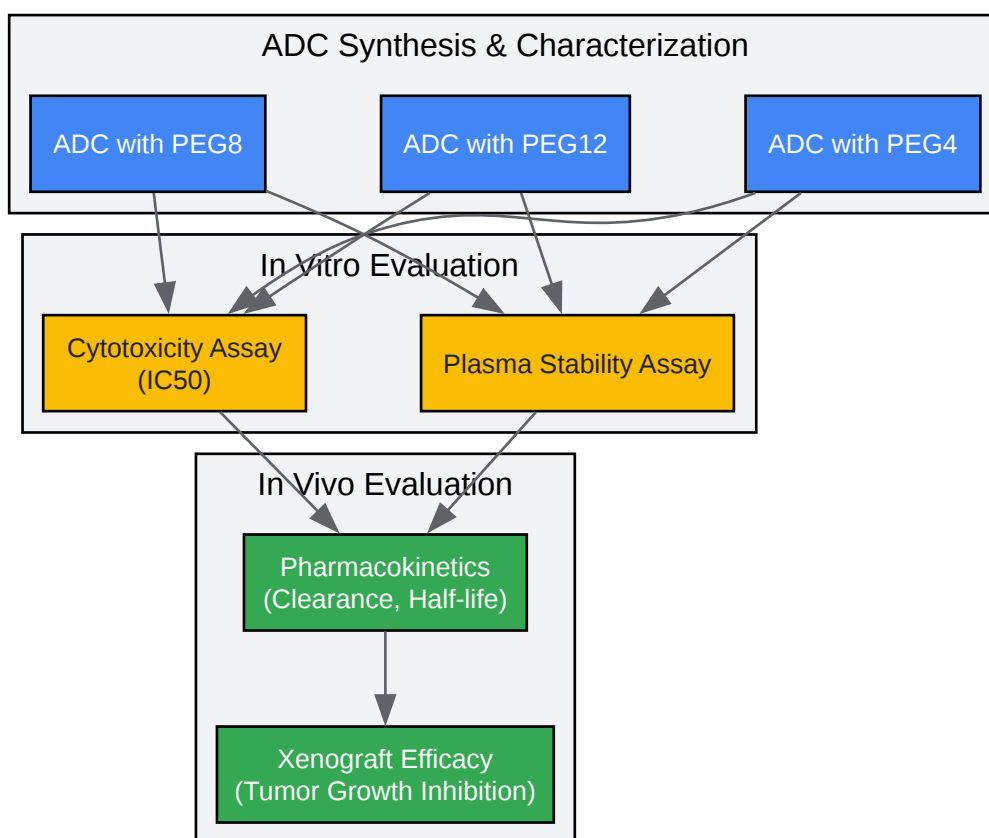 ADC Synthesis & Characterization
ADC with PEG8
ADC with PEG12
ADC with PEG4
In Vitro Evaluation
Cytotoxicity Assay
(IC50)
Plasma Stability Assay
In Vivo Evaluation
Pharmacokinetics
(Clearance, Half-life)
Xenograft Efficacy
(Tumor Growth Inhibition)